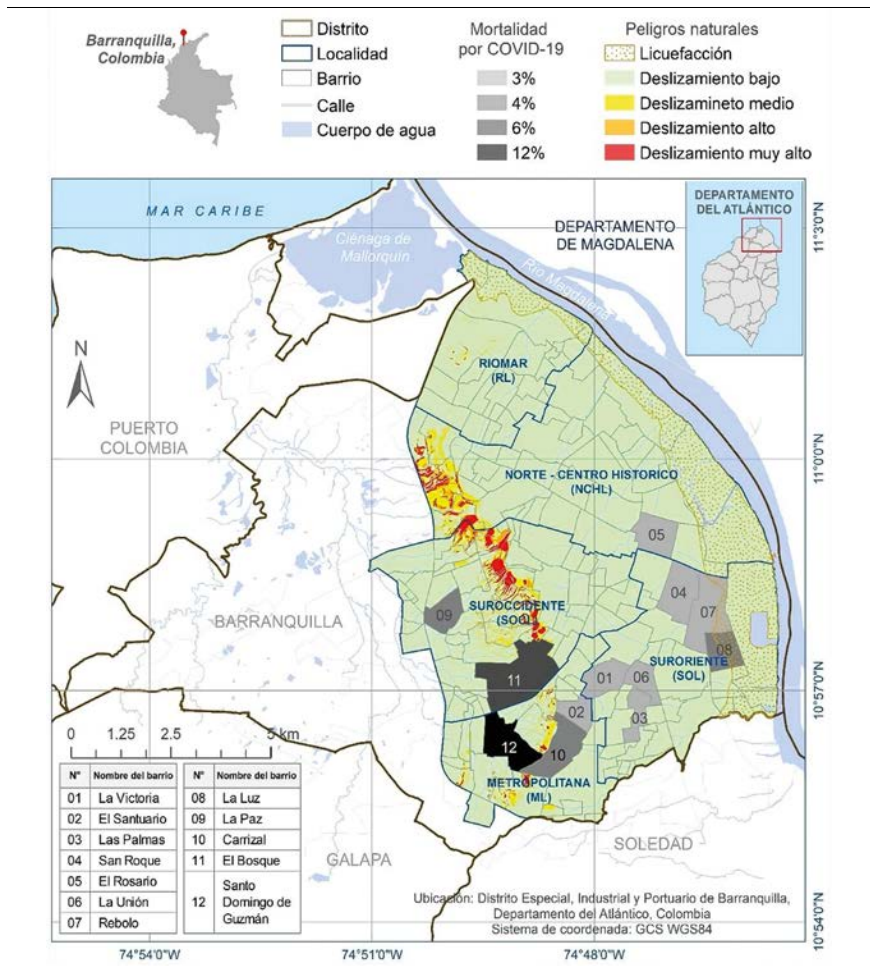 Barranquilla,
Colombia
Distrito
Localidad
Barrio
Calle
Cuerpo de agua
Mortalidad
por COVID-19
3%
4%
6%
12%
Peligros naturales
Licuefacción
Deslizamiento bajo
Deslizamineto medio
Deslizamiento alto
Deslizamiento muy alto
MAR CARIBE
Ciénaga de
Mallorquín
DEPARTAMENTO
DE MAGDALENA
Río Magdalena
DEPARTAMENTO
DEL ATLÁNTICO
11°3'0"N
N
RIOMAR
(RL)
PUERTO
COLOMBIA
11°0'0"N
NORTE - CENTRO HISTORICO
(NCHL)
05
04
07
08
SUROCCIDENTE
09
BARRANQUILLA
SURORIENTE
(SOL)
11
01
06
02
03
10°57'0"N
12
10
METROPOLITANA
(ML)
0 1.25 2.5 5 km
N° Nombre del barrio
01 La Victoria
02 El Santuario
03 Las Palmas
04 San Roque
05 El Rosario
06 La Unión
07 Rebolo
N° Nombre del barrio
08 La Luz
09 La Paz
10 Carrizal
11 El Bosque
12 Santo
Domingo de
Guzmán
GALAPA
SOLEDAD
Ubicación: Distrito Especial, Industrial y Portuario de Barranquilla,
Departamento del Atlántico, Colombia
Sistema de coordenada: GCS WGS84
10°54'0"N
74°54'0"W
74°51'0"W
74°48'0"W